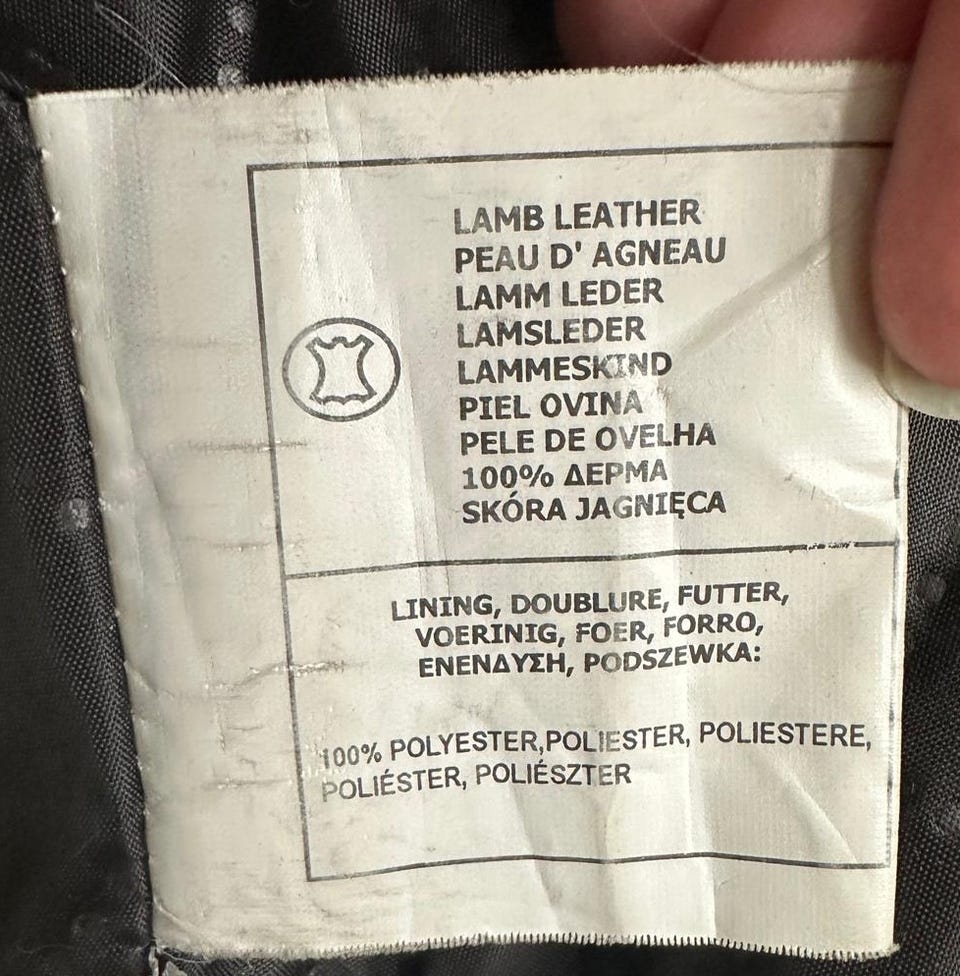 LAMB LEATHER
PEAU D' AGNEAU
LAMM LEDER
LAMSLEDER
LAMMESKIND
PIEL OVINA
PELE DE OVELHA
100% ΔΕΡΜΑ
SKÓRA JAGNIĘCA
LINING, DOUBLURE, FUTTER,
VOERINIG, FOER, FORRO,
ΕΝΕΝΔΥΣΗ, PODSZEWKA:
100% POLYESTER,POLIESTER, POLIESTERE,
POLIÉSTER, POLIÉSZTER